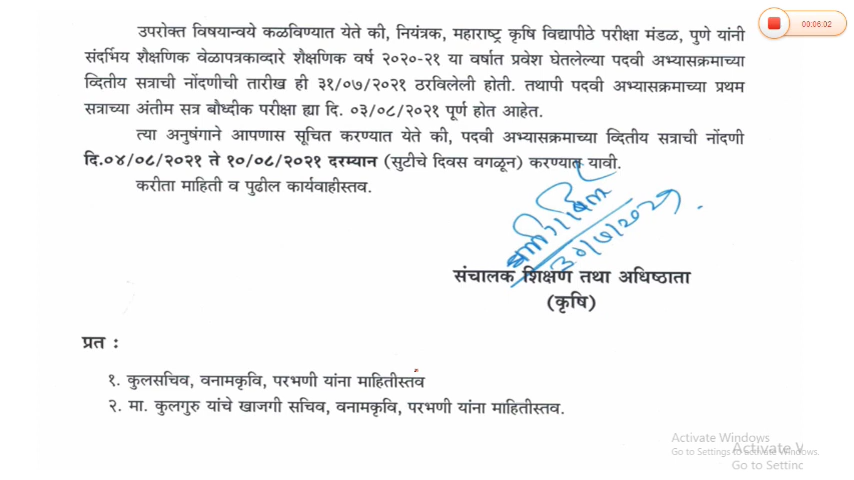 00:06:02
उपरोक्त विषयान्वये कळविण्यात येते की, नियंत्रक, महाराष्ट्र कृषि विद्यापीठे परीक्षा मंडळ, पुणे यांनी
संदर्भिय शैक्षणिक वेळापत्रकाव्दारे शैक्षणिक वर्ष २०२०-२१ या वर्षात प्रवेश घेतलेल्या पदवी अभ्यासक्रमाच्या
व्दितीय सत्राची नोंदणीची तारीख ही ३१/०७/२०२१ ठरविलेली होती. तथापी पदवी अभ्यासक्रमाच्या प्रथम
सत्राच्या अंतीम सत्र बौध्दीक परीक्षा ह्या दि. ०३/०८/२०२१ पूर्ण होत आहेत.
त्या अनुषंगाने आपणास सूचित करण्यात येते की, पदवी अभ्यासक्रमाच्या व्दितीय सत्राची नोंदणी
दि.०४/०८/२०२१ ते १०/०८/२०२१ दरम्यान (सुटीचे दिवस वगळून) करण्यात यावी.
करीता माहिती व पुढील कार्यवाहीस्तव.
संचालक शिक्षण तथा अधिष्ठाता
(कृषि)
प्रत :
१. कुलसचिव, वनामकृवि, परभणी यांना माहितीस्तव
२. मा. कुलगुरु यांचे खाजगी सचिव, वनामकृवि, परभणी यांना माहितीस्तव.
Activate Windows
Go to Settings to activate Windows.
Activate V
Go to Setting